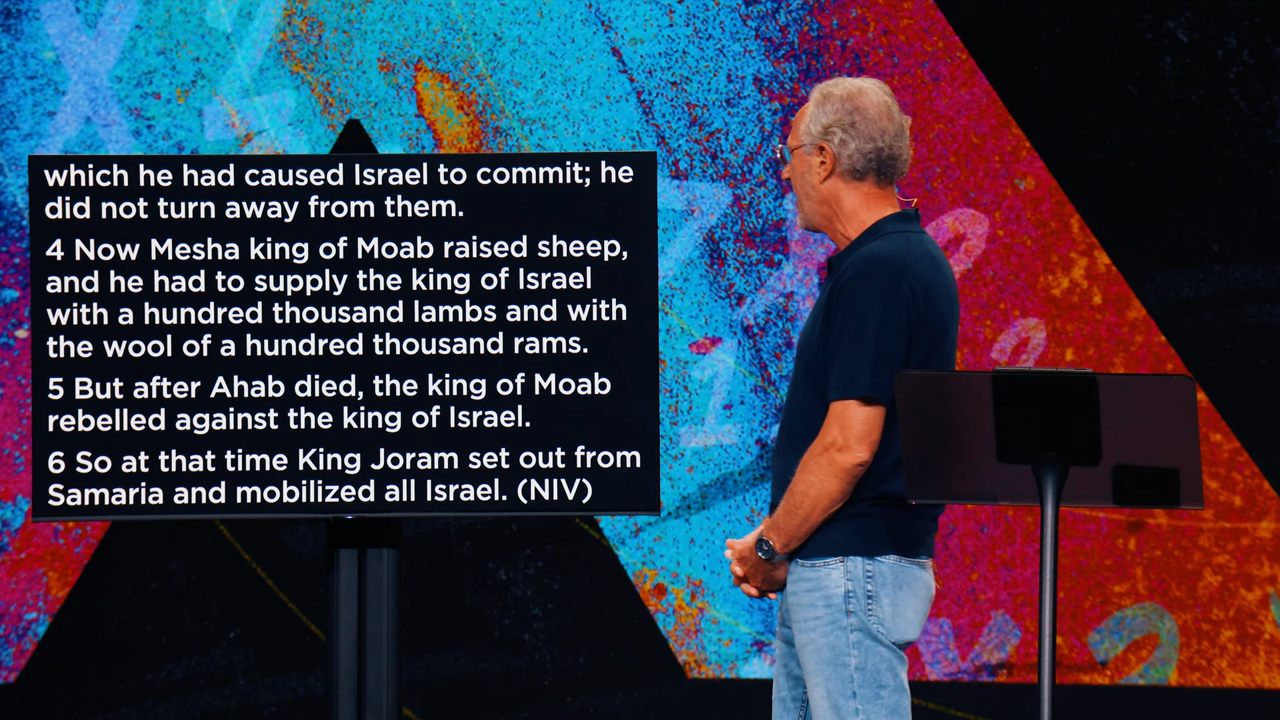 which he had caused Israel to commit; he
did not turn away from them.
4 Now Mesha king of Moab raised sheep,
and he had to supply the king of Israel
with a hundred thousand lambs and with
the wool of a hundred thousand rams.
5 But after Ahab died, the king of Moab
rebelled against the king of Israel.
6 So at that time King Joram set out from
Samaria and mobilized all Israel. (NIV)